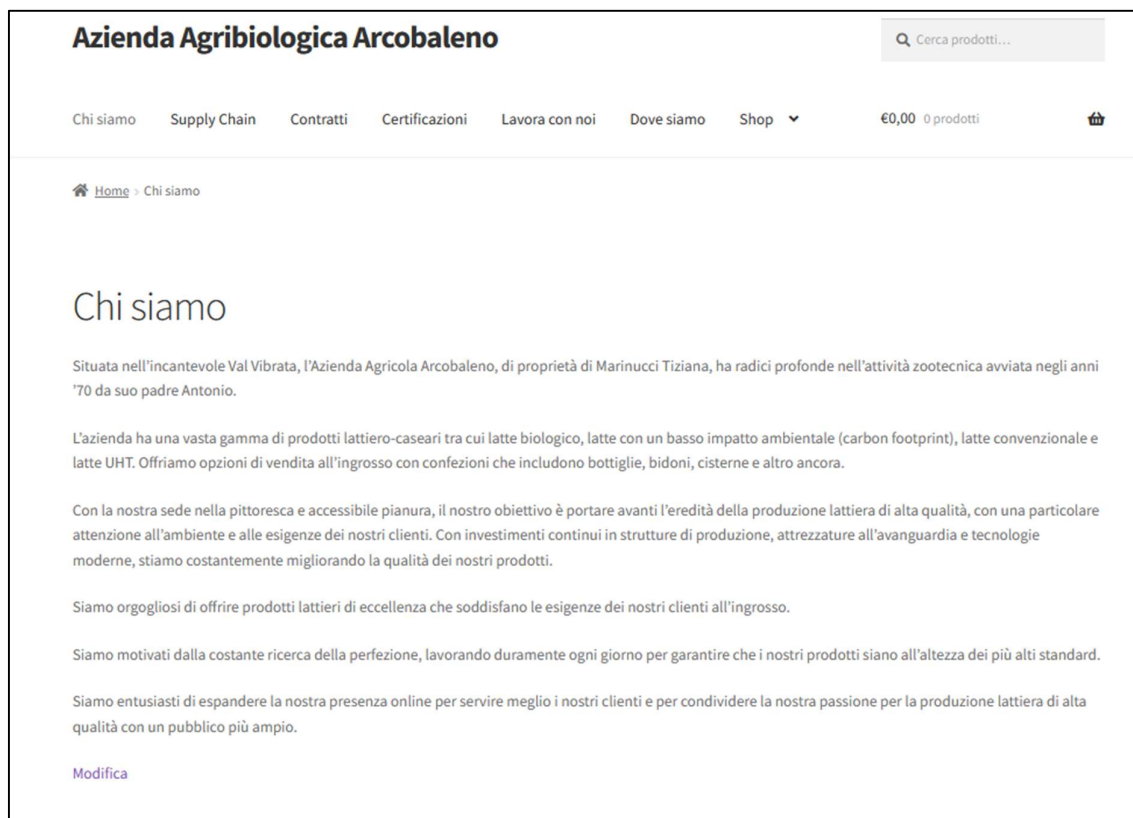 Azienda Agribiologica Arcobaleno
Cerca prodotti…
Chi siamo Supply Chain Contratti Certificazioni Lavora con noi Dove siamo Shop €0,00 0 prodotti
Home › Chi siamo
Chi siamo
Situata nell’incantevole Val Vibrata, l’Azienda Agricola Arcobaleno, di proprietà di Marinucci Tiziana, ha radici profonde nell’attività zootecnica avviata negli anni
’70 da suo padre Antonio.
L’azienda ha una vasta gamma di prodotti lattiero-caseari tra cui latte biologico, latte con un basso impatto ambientale (carbon footprint), latte convenzionale e
latte UHT. Offriamo opzioni di vendita all’ingrosso con confezioni che includono bottiglie, bidoni, cisterne e altro ancora.
Con la nostra sede nella pittoresca e accessibile pianura, il nostro obiettivo è portare avanti l’eredità della produzione lattiera di alta qualità, con una particolare
attenzione all’ambiente e alle esigenze dei nostri clienti. Con investimenti continui in strutture di produzione, attrezzature all’avanguardia e tecnologie
moderne, stiamo costantemente migliorando la qualità dei nostri prodotti.
Siamo orgogliosi di offrire prodotti lattieri di eccellenza che soddisfano le esigenze dei nostri clienti all’ingrosso.
Siamo motivati dalla costante ricerca della perfezione, lavorando duramente ogni giorno per garantire che i nostri prodotti siano all’altezza dei più alti standard.
Siamo entusiasti di espandere la nostra presenza online per servire meglio i nostri clienti e per condividere la nostra passione per la produzione lattiera di alta
qualità con un pubblico più ampio.
Modifica